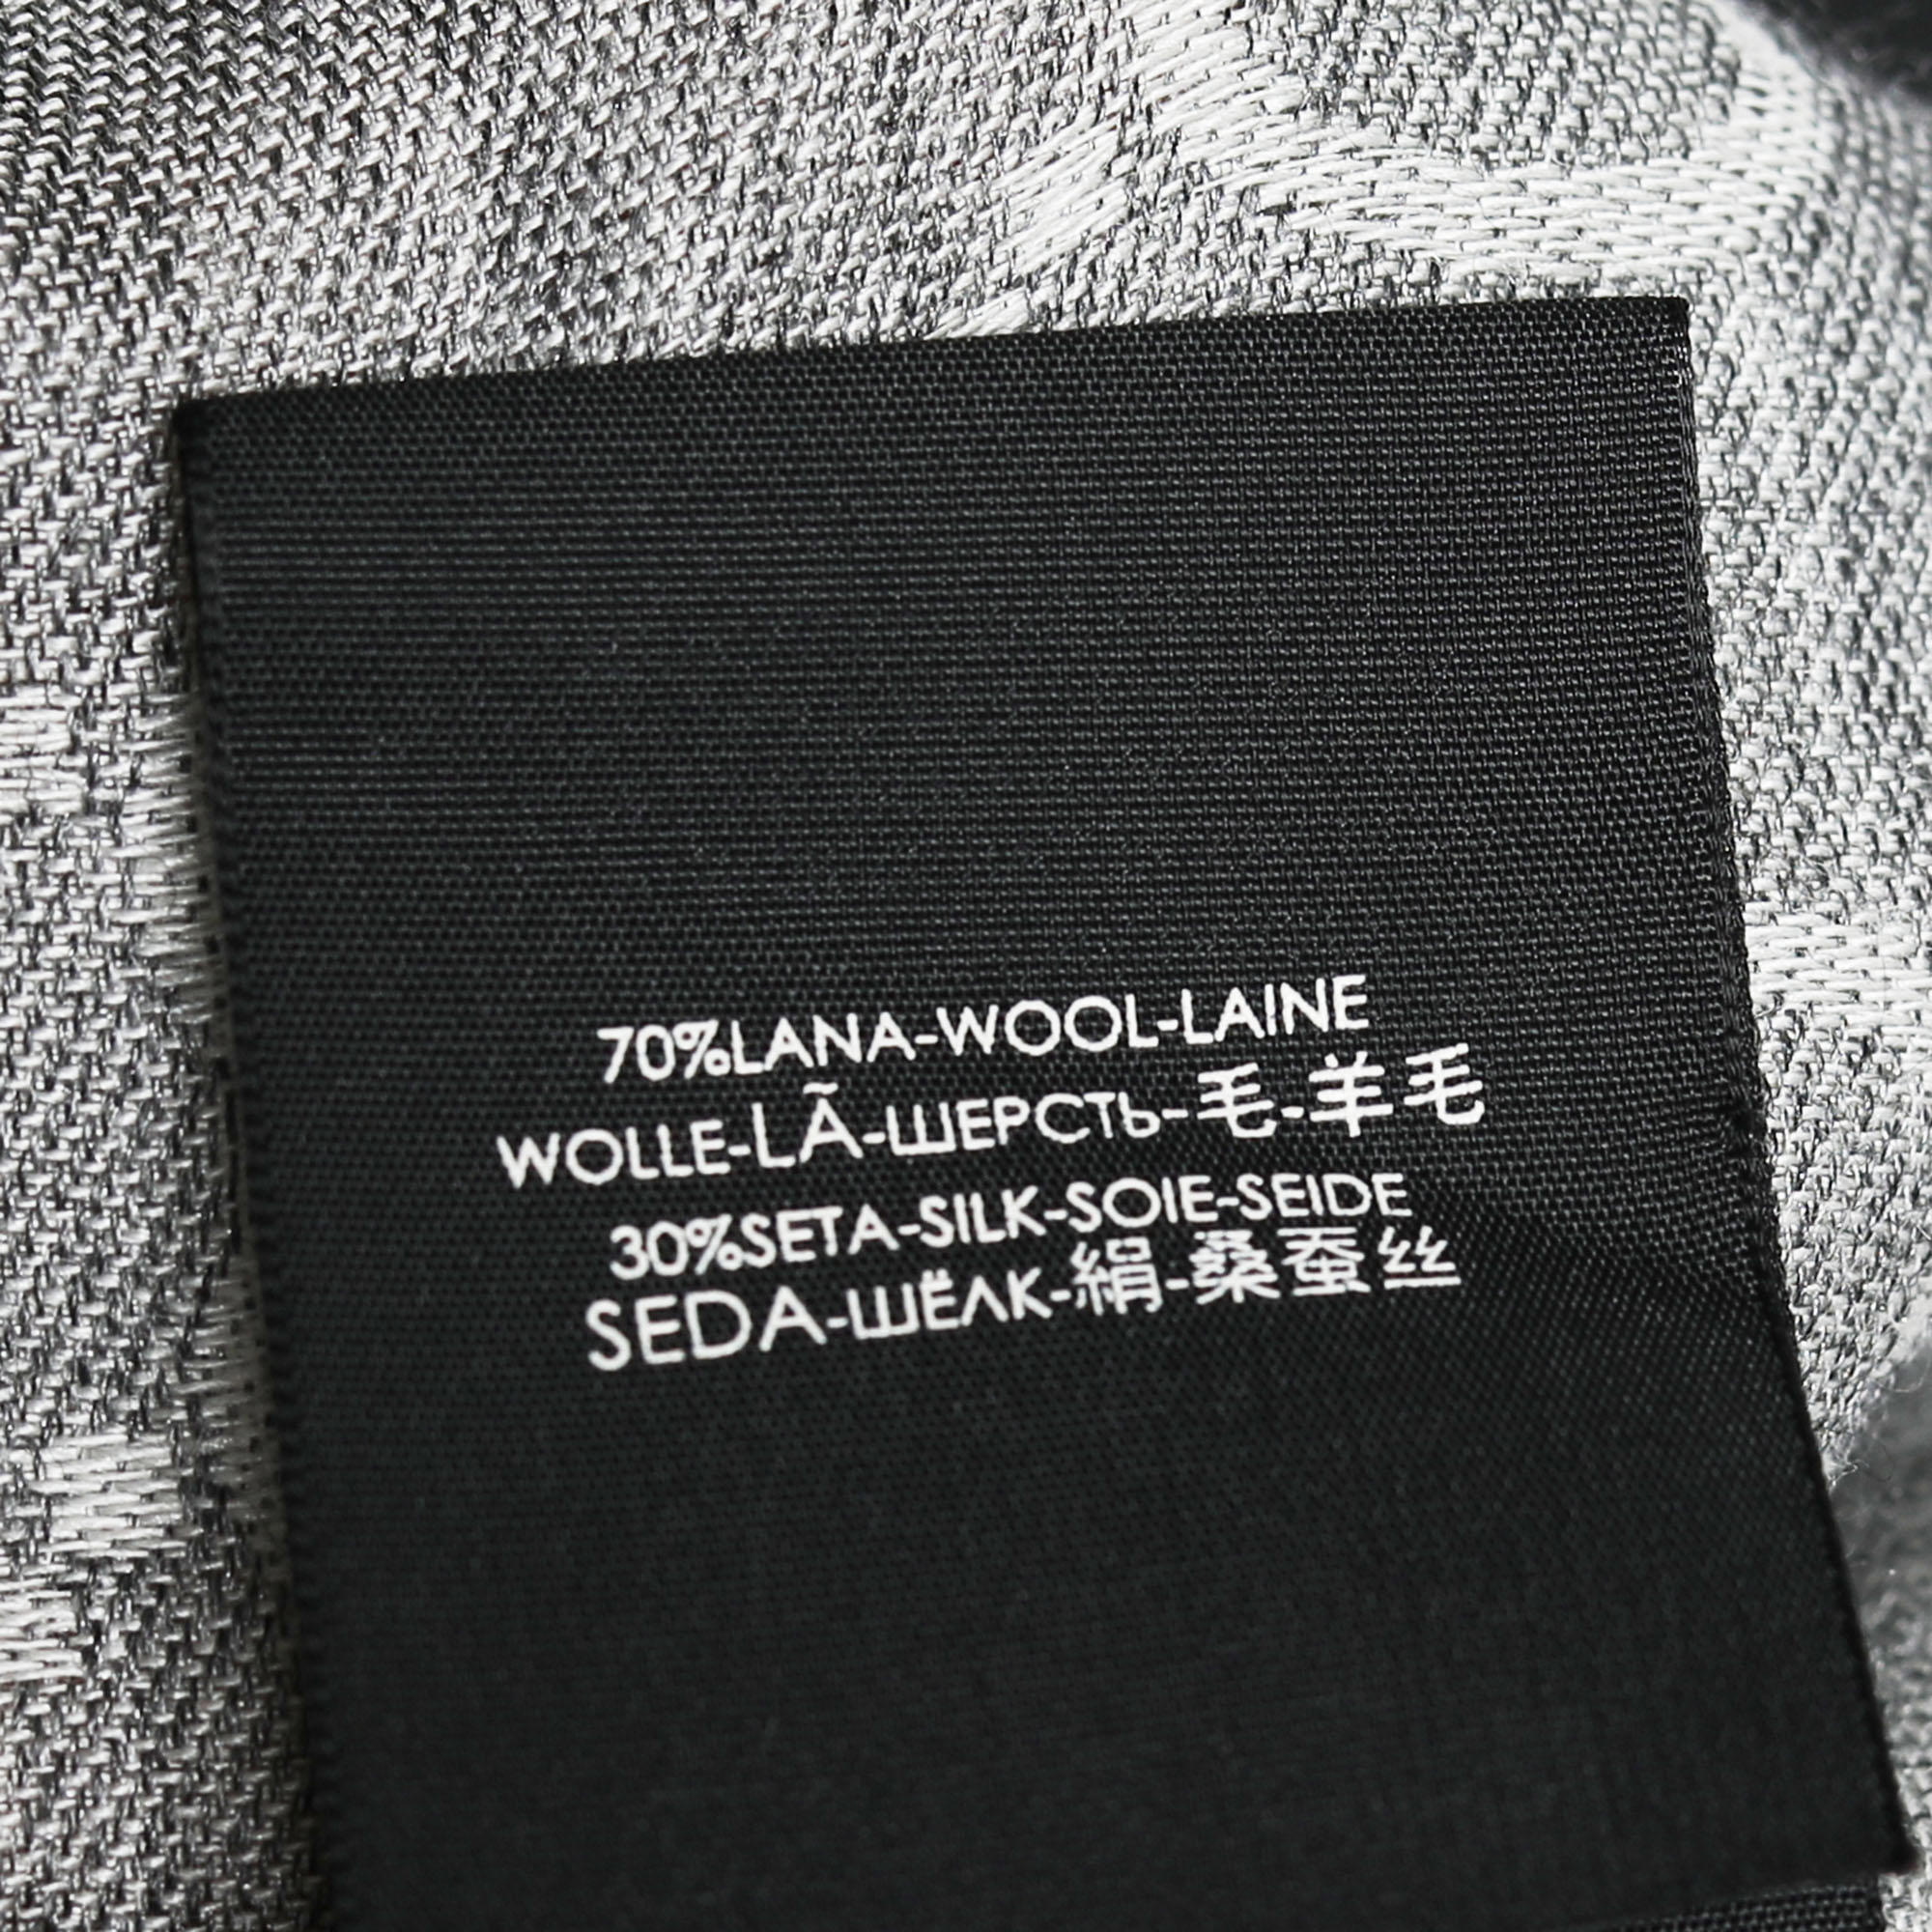 70%LANA-WOOL-LAINE
WOLLE-LÃ-ШЕРСТЬ-毛-羊毛
30%SETA-SILK-SOIE-SEIDE
SEDA-ШЁЛК-絹-桑蚕丝